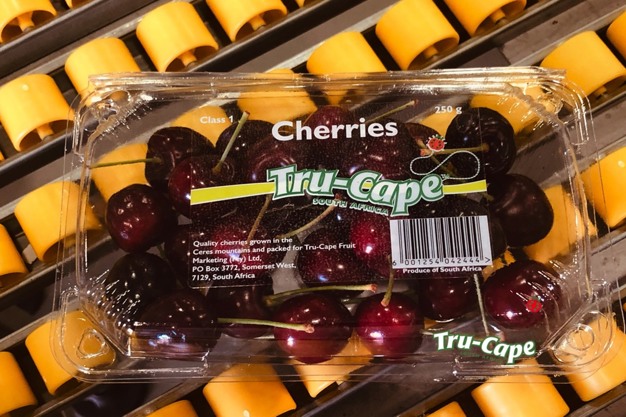 Class 1
250 g
Cherries
Tru-Cape
SOUTH AFRICA
Quality cherries grown in the
Ceres mountains and packed for Tru-Cape Fruit
Marketing (Pty) Ltd,
PO Box 3772, Somerset West,
7129, South Africa
6 001254 042444
Produce of South Africa
Tru-Cape